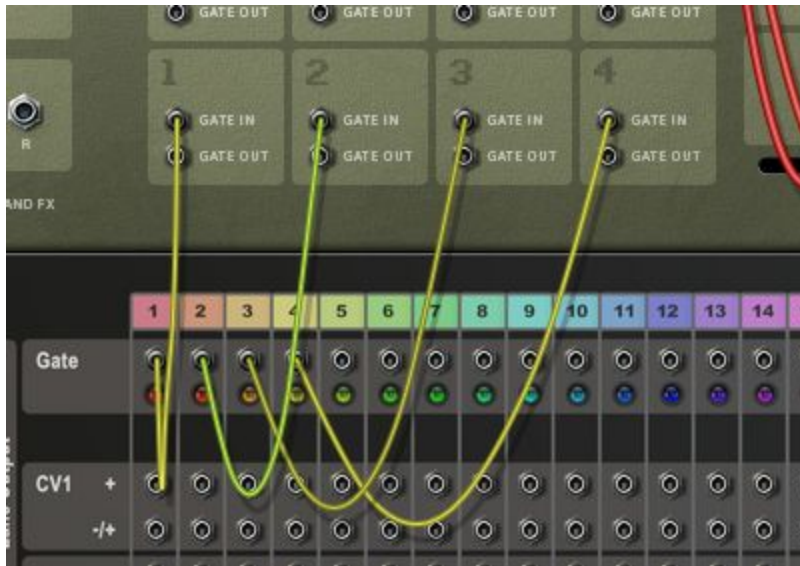 GATE OUT GATE OUT GATE OUT GATE OUT
1 2 3 4
GATE IN GATE IN GATE IN GATE IN
R
GATE OUT GATE OUT GATE OUT GATE OUT
AND FX
1 2 3 4 5 6 7 8 9 10 11 12 13 14
Gate
CV1 +
-/+